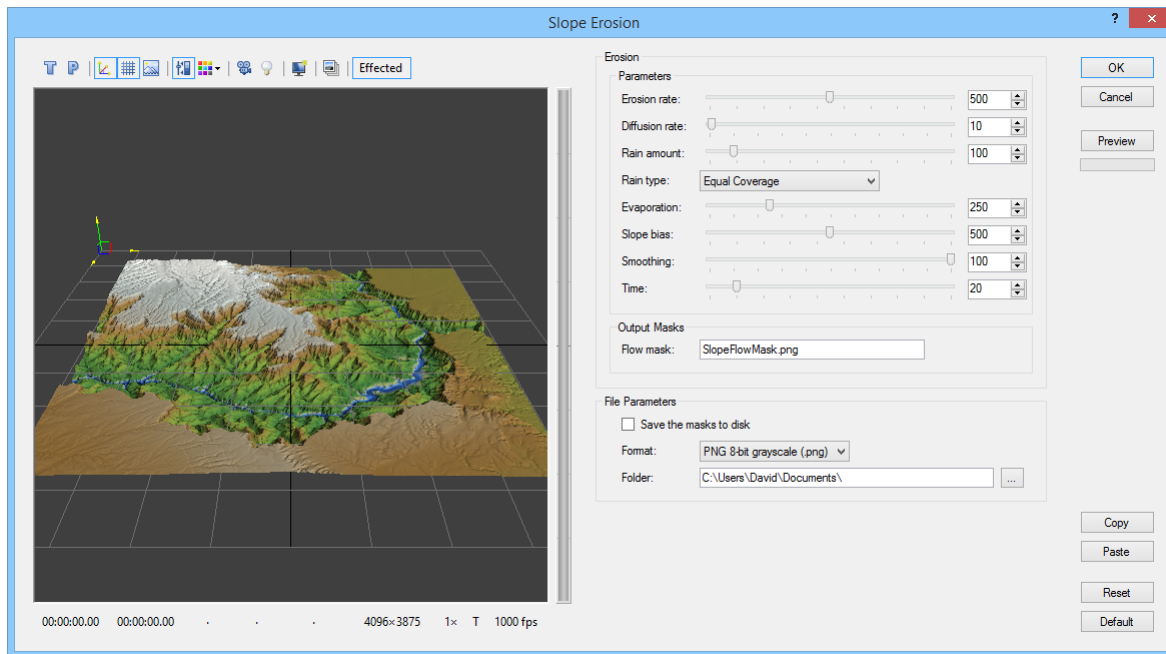 Slope Erosion
?
T P Effected
Erosion
Parameters
Erosion rate: 500
Diffusion rate: 10
Rain amount: 100
Rain type: Equal Coverage
Evaporation: 250
Slope bias: 500
Smoothing: 100
Time: 20
Output Masks
Flow mask: SlopeFlowMask.png
File Parameters
Save the masks to disk
Format: PNG 8-bit grayscale (.png)
Folder: C:\Users\David\Documents\ ...
OK
Cancel
Preview
Copy
Paste
Reset
Default
00:00:00.00 00:00:00.00 . . . 4096×3875 1× T 1000 fps